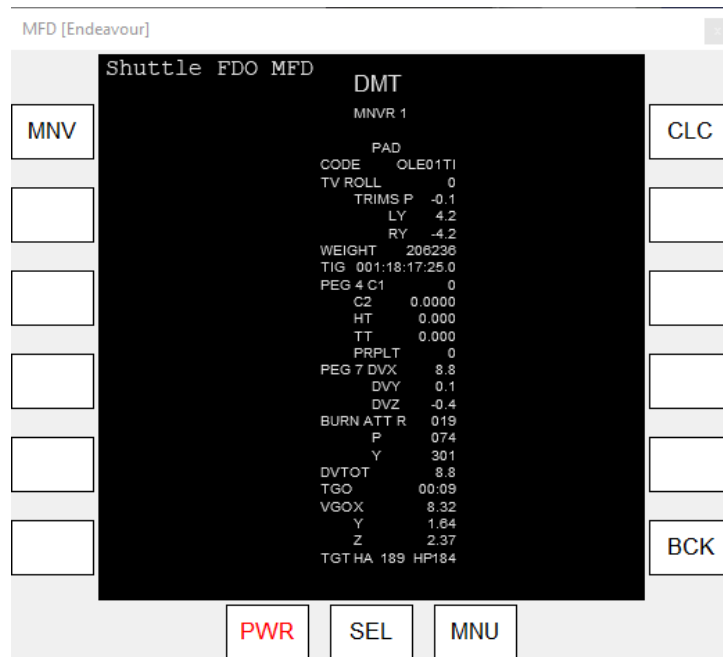 MFD [Endeavour]
Shuttle FDO MFD
DMT
MNVR 1
MNV
CLC
PAD
CODE OLE01TI
TV ROLL 0
TRIMS P -0.1
LY 4.2
RY -4.2
WEIGHT 206236
TIG 001:18:17:25.0
PEG 4 C1 0
C2 0.0000
HT 0.000
TT 0.000
PRPLT 0
PEG 7 DVX 8.8
DVY 0.1
DVZ -0.4
BURN ATT R 019
P 074
Y 301
DVTOT 8.8
TGO 00:09
VGOX 8.32
Y 1.64
Z 2.37
TGT HA 189 HP184
BCK
PWR SEL MNU